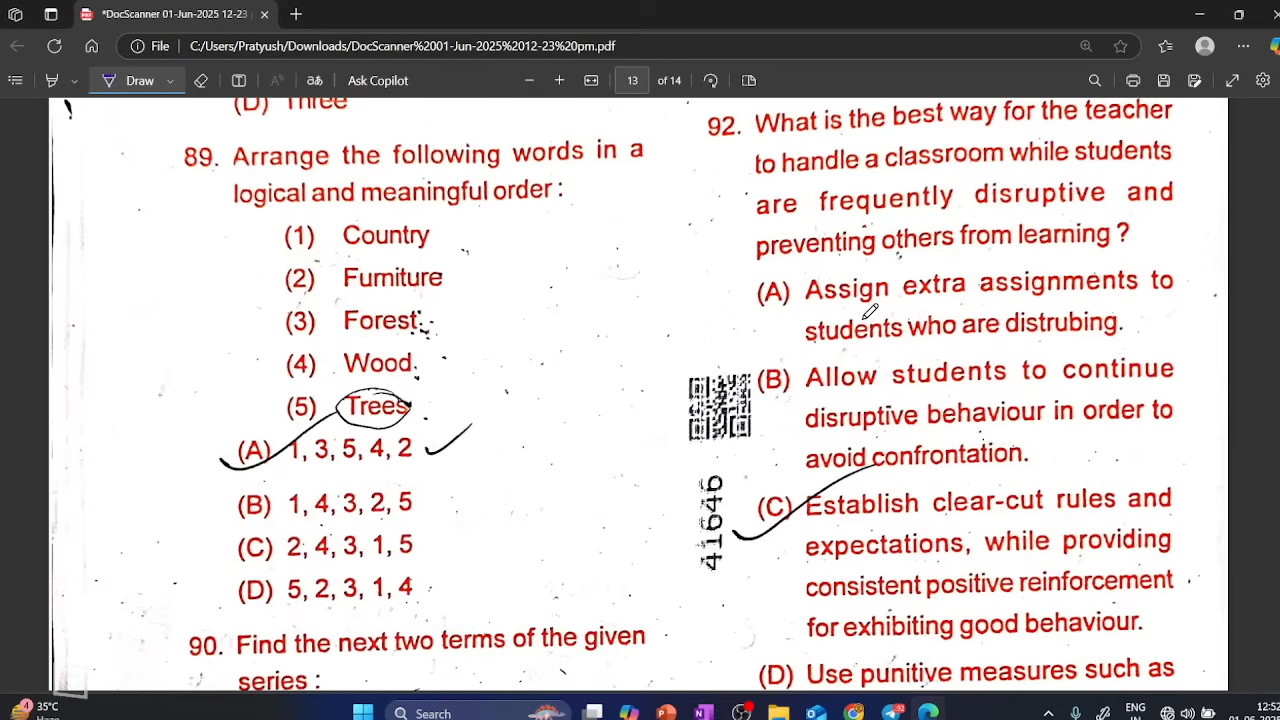 *DocScanner 01-Jun-2025 12-23
File C:/Users/Pratyush/Downloads/DocScanner%2001-Jun-2025%2012-23%20pm.pdf
Draw Ask Copilot 13 of 14
(D) Three
89. Arrange the following words in a
logical and meaningful order :
(1) Country
(2) Furniture
(3) Forest
(4) Wood
(5) Trees
(A) 1, 3, 5, 4, 2
(B) 1, 4, 3, 2, 5
(C) 2, 4, 3, 1, 5
(D) 5, 2, 3, 1, 4
90. Find the next two terms of the given
series :
92. What is the best way for the teacher
to handle a classroom while students
are frequently disruptive and
preventing others from learning ?
(A) Assign extra assignments to
students who are distrubing.
(B) Allow students to continue
disruptive behaviour in order to
avoid confrontation.
(C) Establish clear-cut rules and
expectations, while providing
consistent positive reinforcement
for exhibiting good behaviour.
(D) Use punitive measures such as
41646
4 35°C
Search
92
ENG
12:5